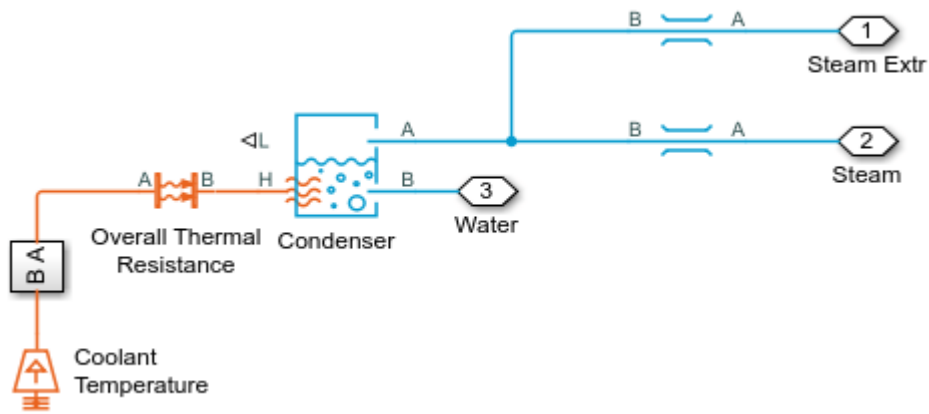 B A
1
Steam Extr
L A
B A
2
Steam
A B H
B
3
Water
Overall Thermal
Resistance
Condenser
B A
Coolant
Temperature